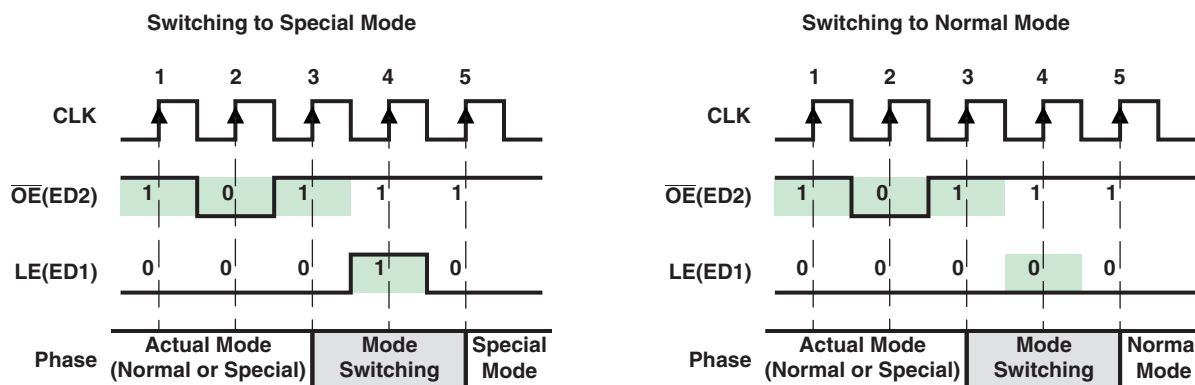 Switching to Special Mode
1 2 3 4 5
CLK
OE(ED2) 1 0 1 1 1
LE(ED1) 0 0 0 1 0
Phase
Actual Mode
(Normal or Special)
Mode
Switching
Special
Mode
Switching to Normal Mode
1 2 3 4 5
CLK
OE(ED2) 1 0 1 1 1
LE(ED1) 0 0 0 0 0
Phase
Actual Mode
(Normal or Special)
Mode
Switching
Norma
Mode